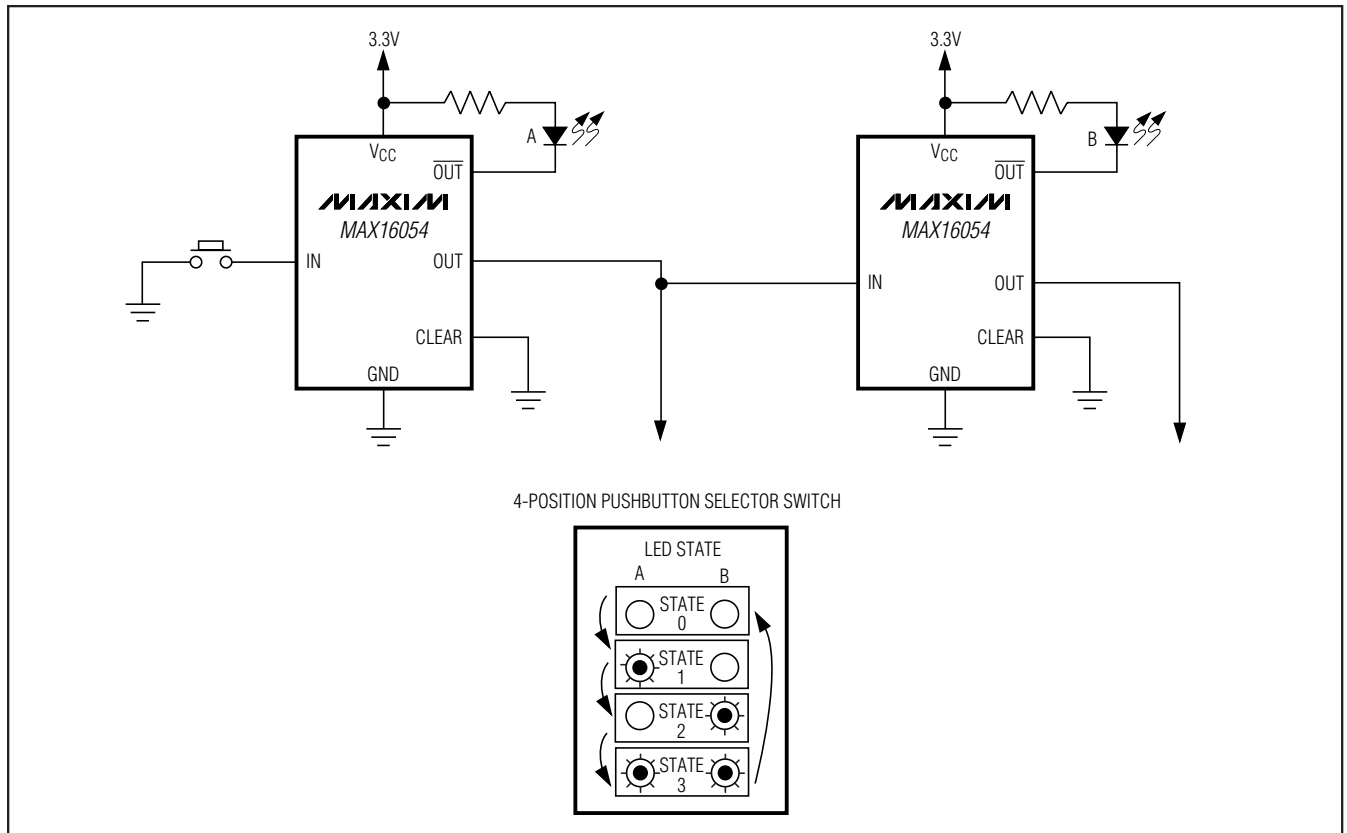 3.3V
3.3V
A
B
VCC
OUT
VCC
OUT
MAXIM
MAX16054
MAXIM
MAX16054
IN
OUT
IN
OUT
CLEAR
CLEAR
GND
GND
4-POSITION PUSHBUTTON SELECTOR SWITCH
LED STATE
A B
STATE
0
STATE
1
STATE
2
STATE
3